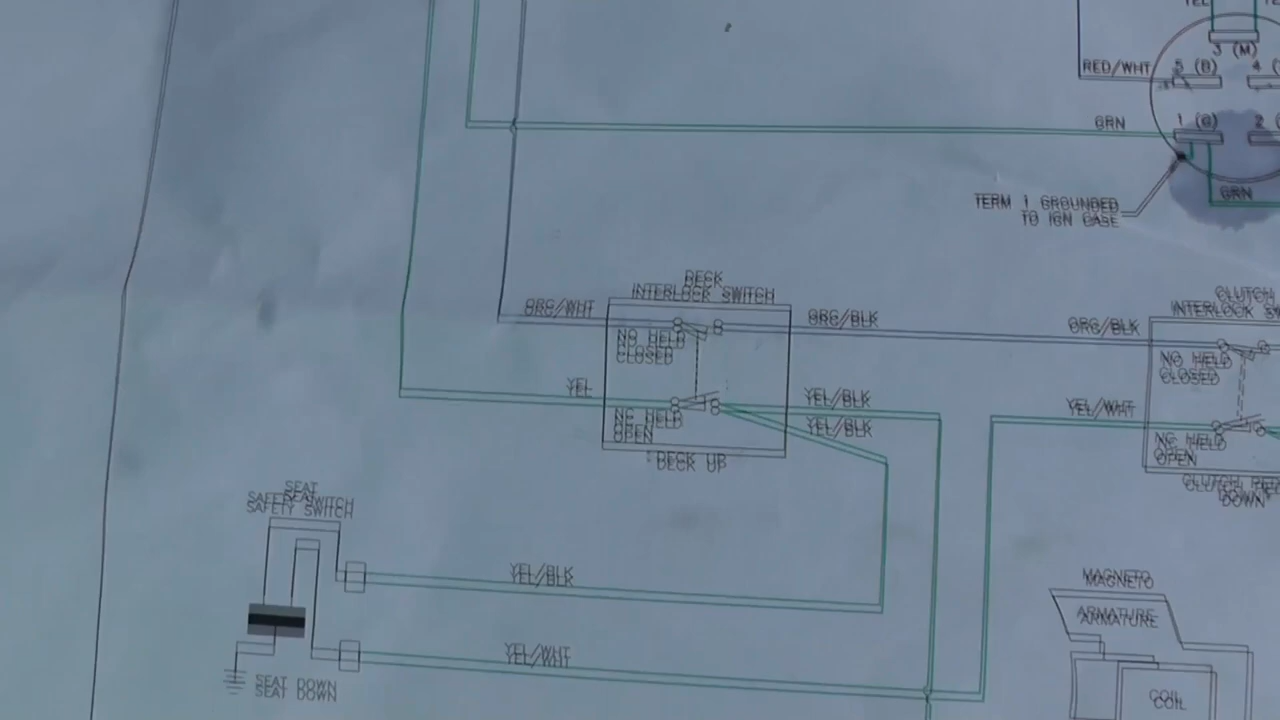 YEL
3 (M)
RED/WHT
5 (B)
4
GRN
1 (G)
2
GRN
TERM 1 GROUNDED
TO IGN CASE
DECK
INTERLOCK SWITCH
CLUTCH
INTERLOCK
ORG/WHT
ORG/BLK
ORG/BLK
NO HELD
CLOSED
NO HELD
CLOSED
YEL
YEL/BLK
YEL/WHT
YEL/BLK
NC HELD
OPEN
NC HELD
OPEN
DECK UP
CLUTCH
DOWN
SEAT
SAFETY SWITCH
YEL/BLK
MAGNETO
ARMATURE
YEL/WHT
SEAT DOWN
COIL